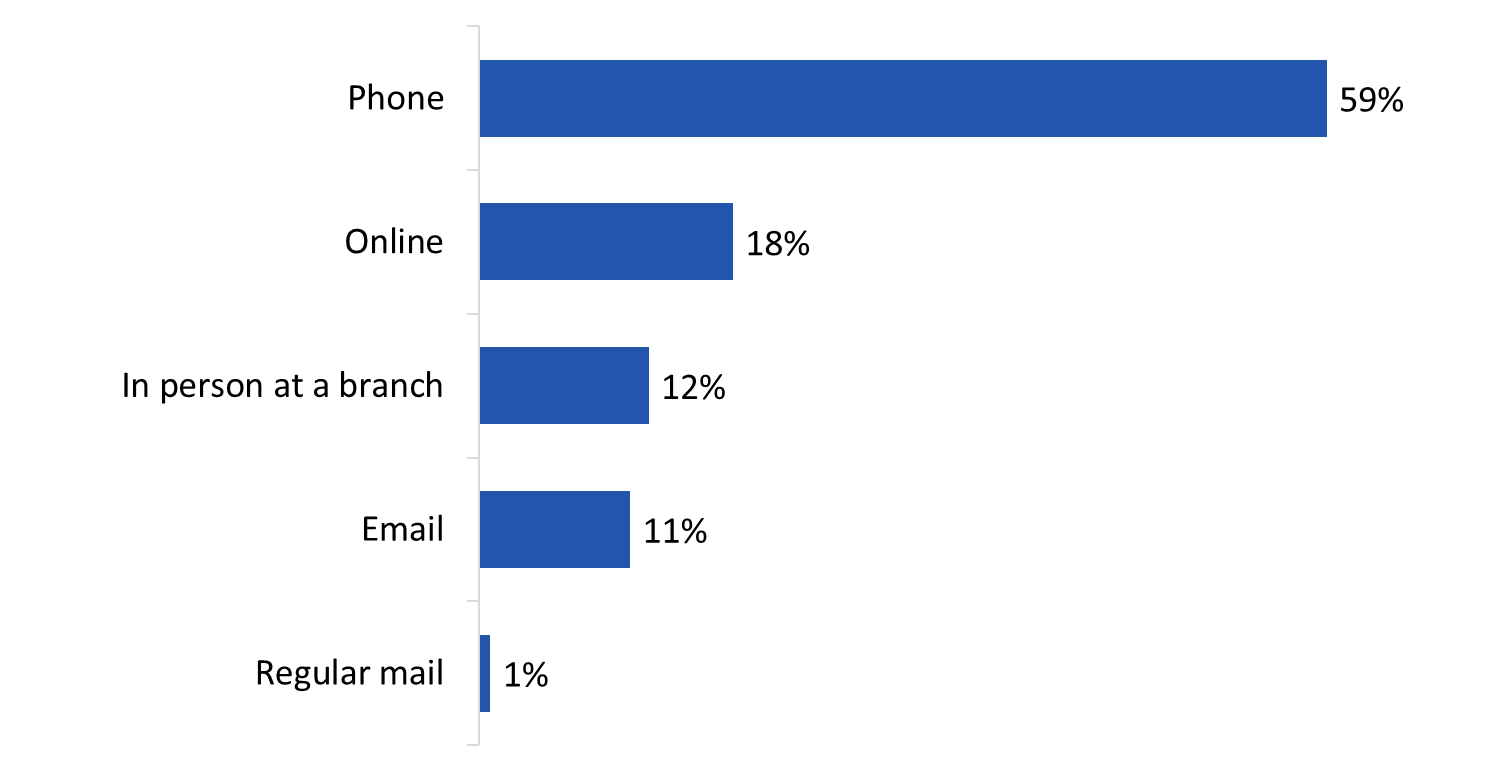 Phone 59%
Online 18%
In person at a branch 12%
Email 11%
Regular mail 1%